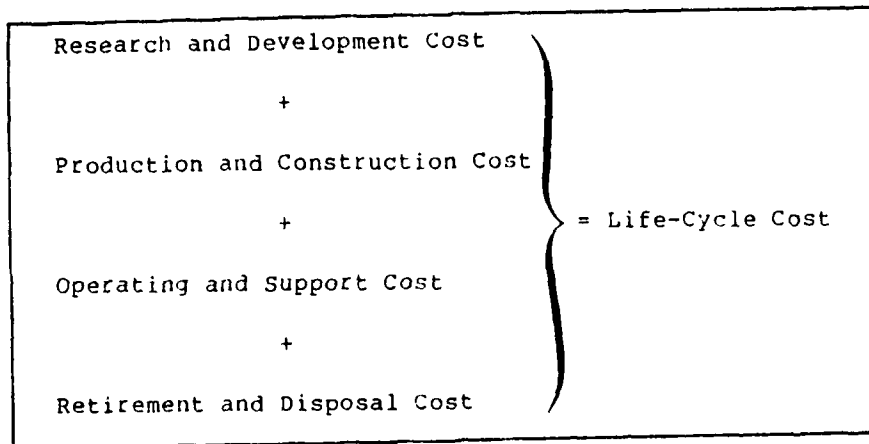 Research and Development Cost
+
Production and Construction Cost
+
= Life-Cycle Cost
Operating and Support Cost
+
Retirement and Disposal Cost